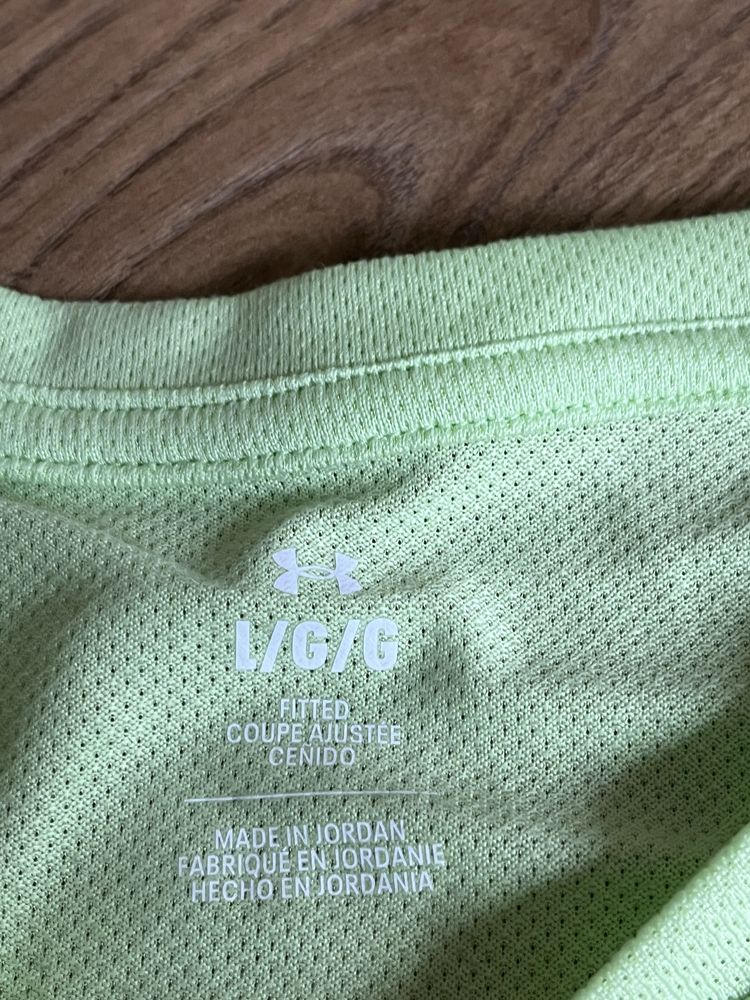 L/G/G
FITTED
COUPE AJUSTÉE
CEÑIDO
MADE IN JORDAN
FABRIQUÉ EN JORDANIE
HECHO EN JORDANIA